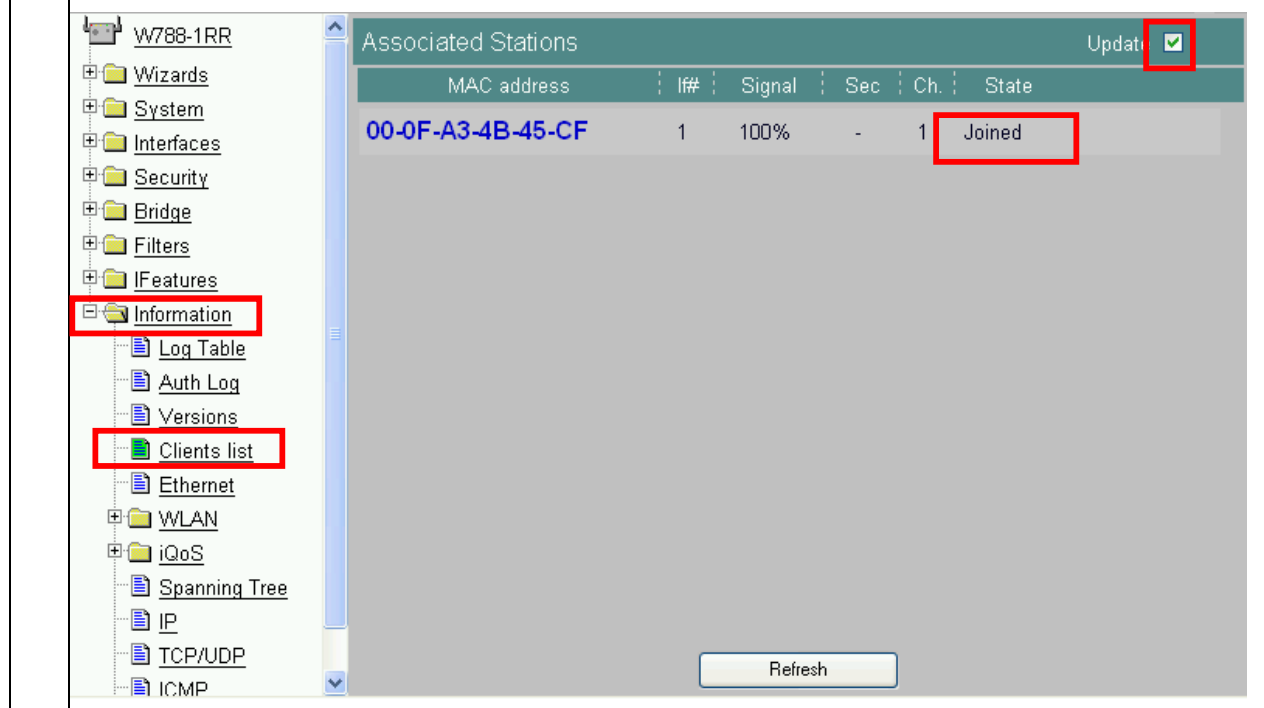 W788-1RR
Wizards
System
Interfaces
Security
Bridge
Filters
IFeatures
Information
Log Table
Auth Log
Versions
Clients list
Ethernet
WLAN
iQoS
Spanning Tree
IP
TCP/UDP
ICMP
Associated Stations Update
MAC address If# Signal Sec Ch. State
00-0F-A3-4B-45-CF 1 100% - 1 Joined
Refresh